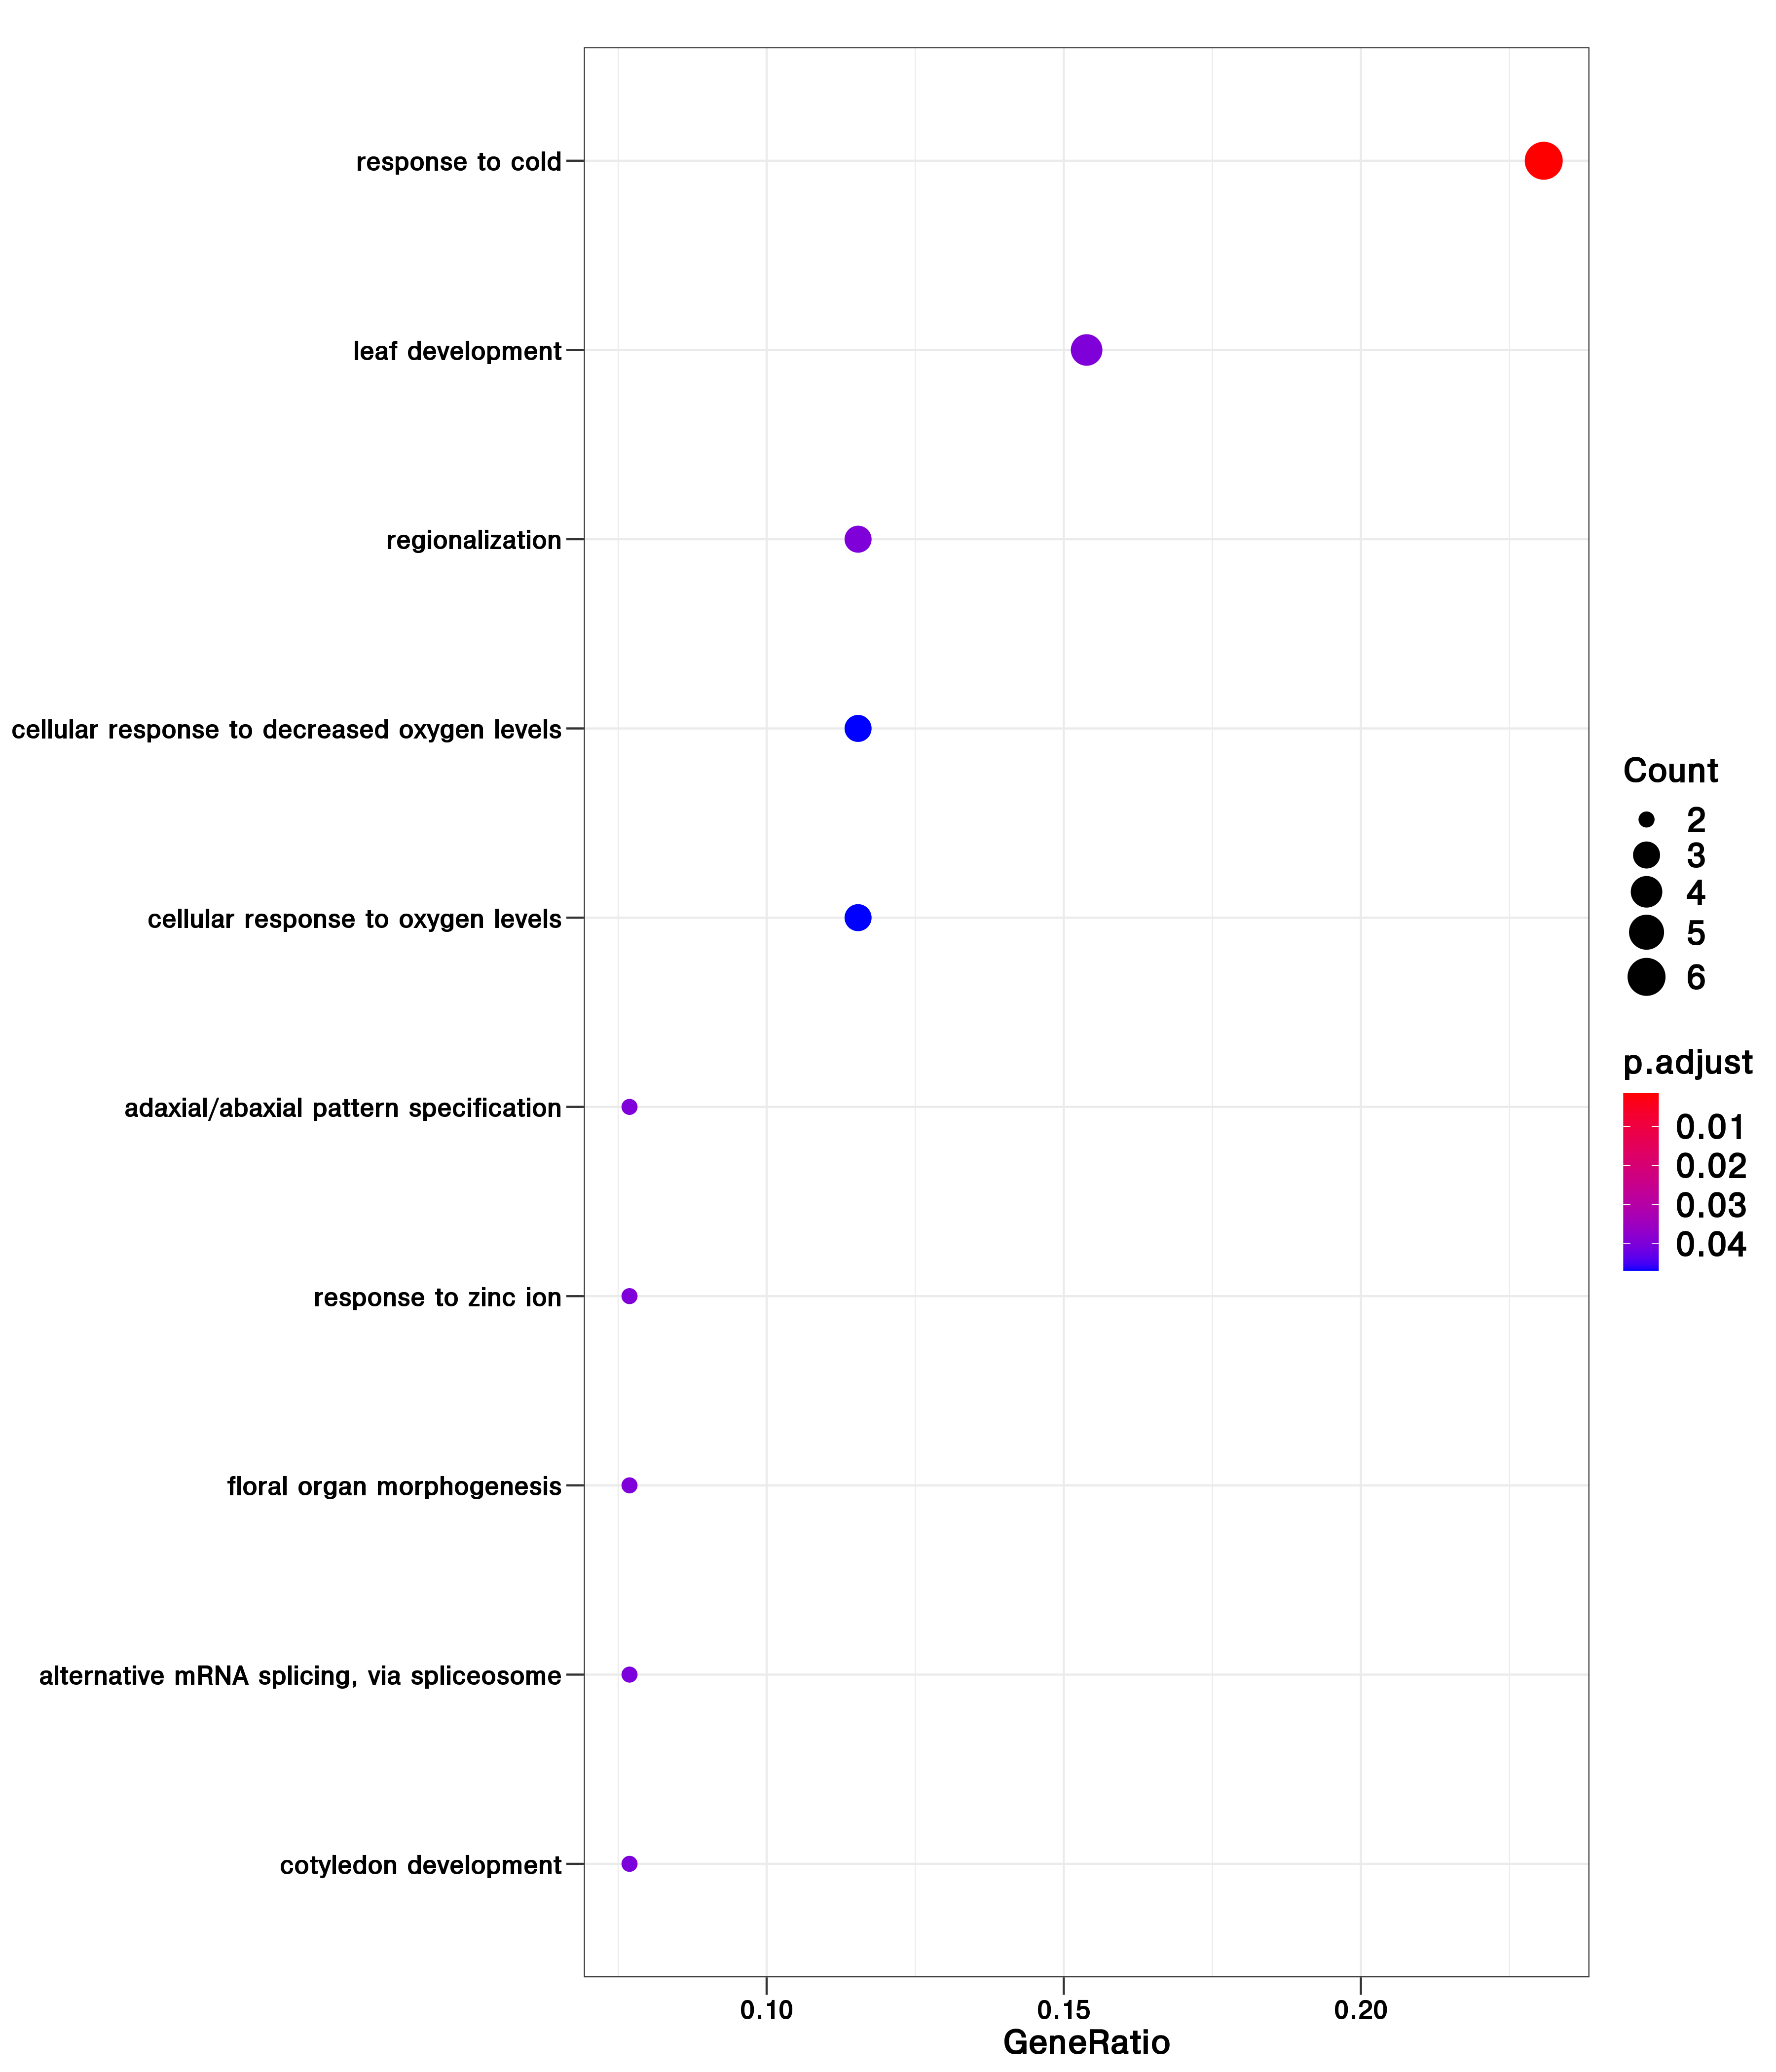 response to cold
leaf development
regionalization
cellular response to decreased oxygen levels
cellular response to oxygen levels
adaxial/abaxial pattern specification
response to zinc ion
floral organ morphogenesis
alternative mRNA splicing, via spliceosome
cotyledon development
0.10 0.15 0.20
GeneRatio
Count
2
3
4
5
6
p.adjust
0.01
0.02
0.03
0.04